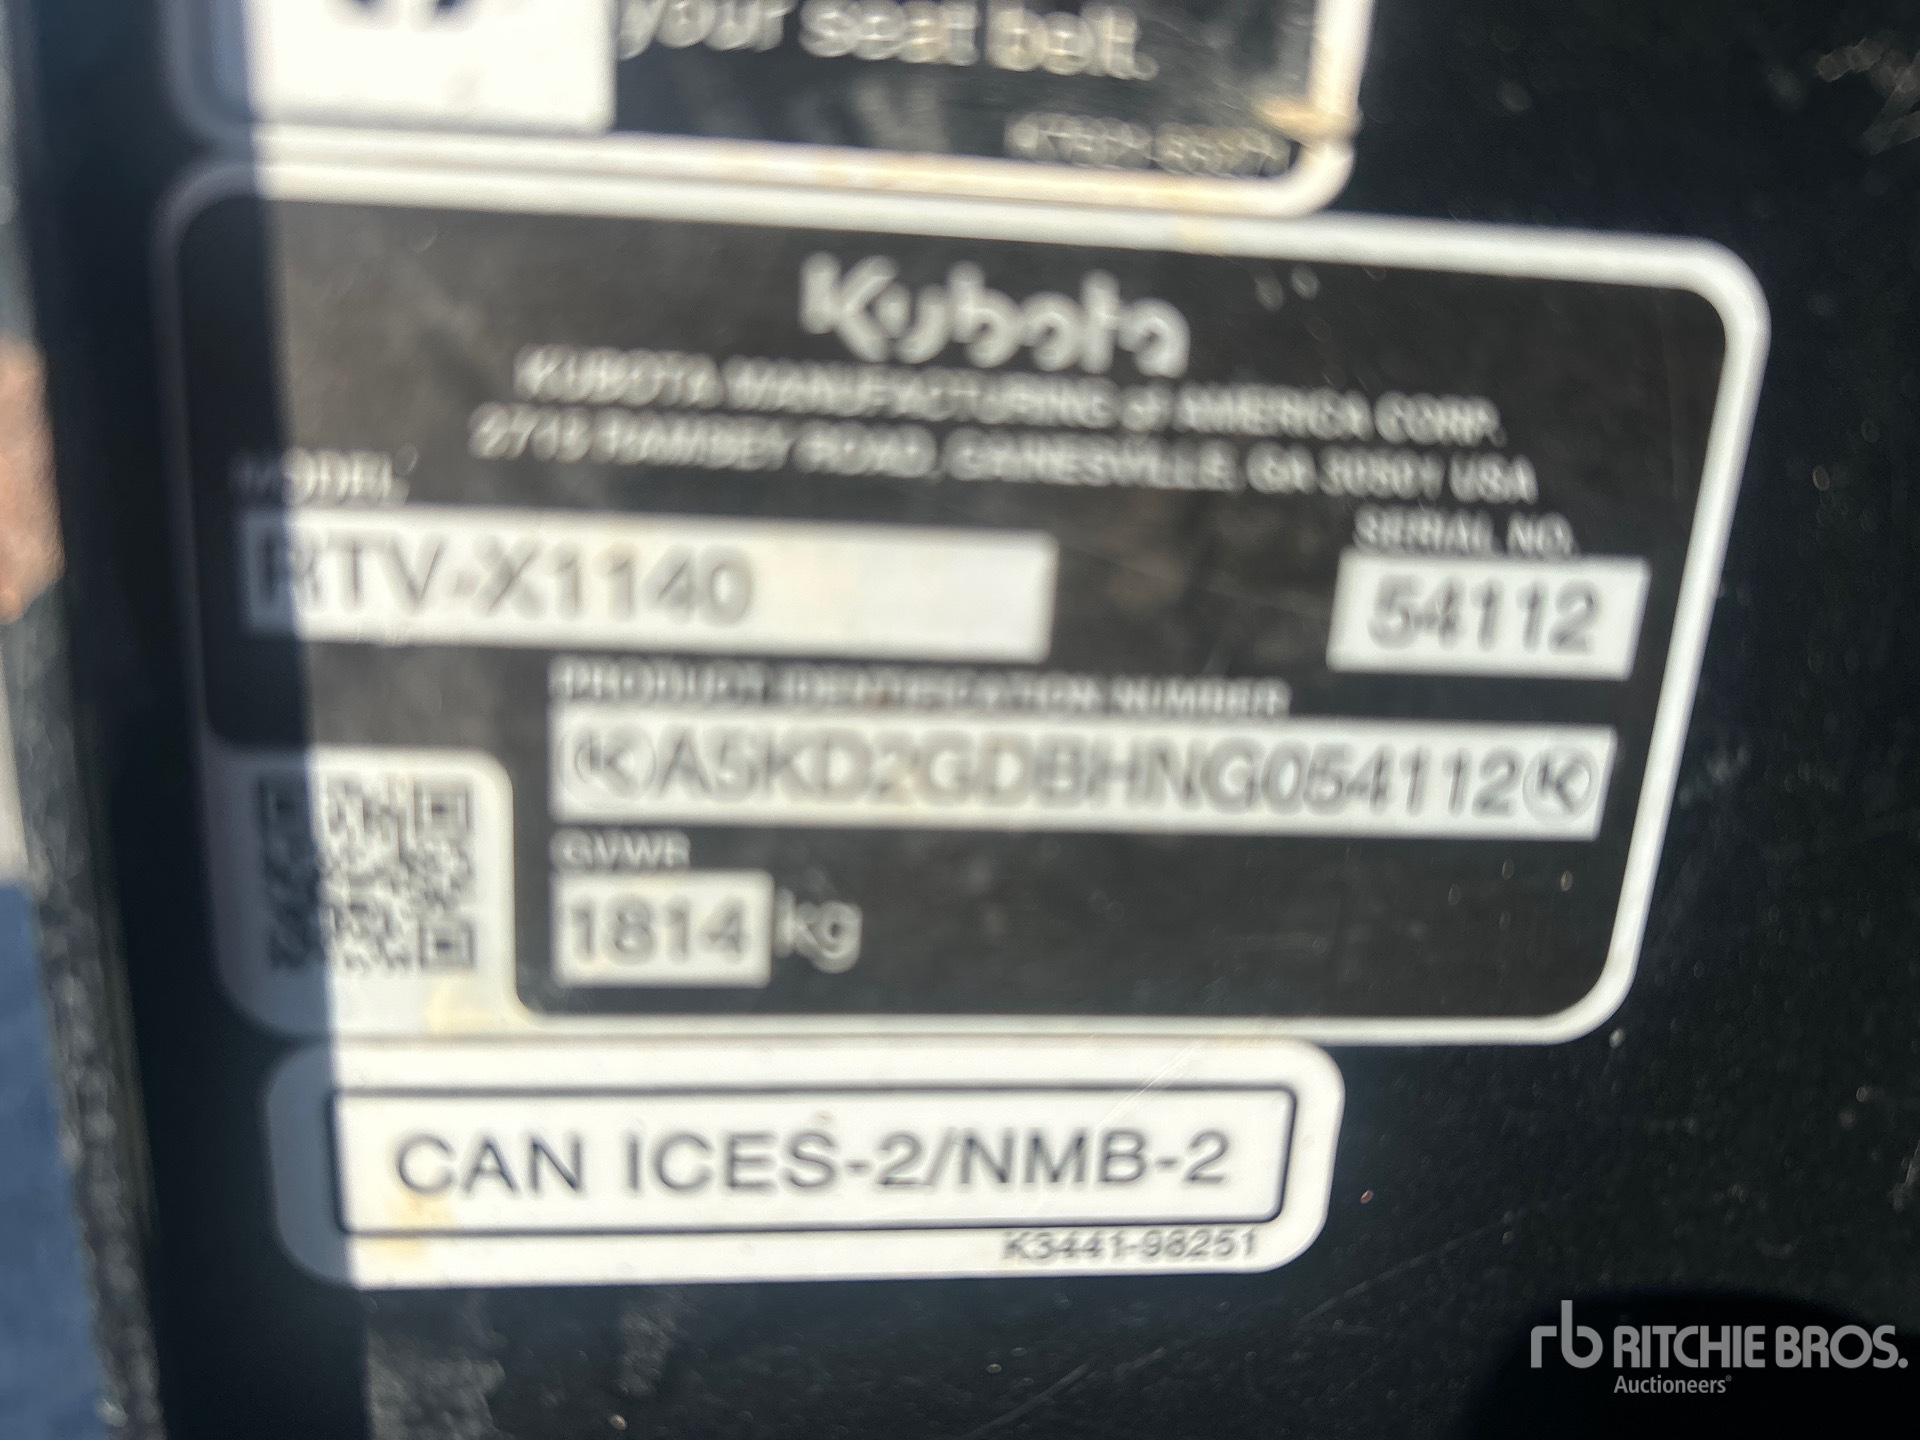 your seat belt.
Kubota
KUBOTA MANUFACTURING of AMERICA CORP.
2715 RAMSEY ROAD, GAINESVILLE, GA 30501 USA
MODEL
SERIAL NO.
RTV-X1140
54112
PRODUCT IDENTIFICATION NUMBER
A5KD2GDBHNG054112
GVWR
1814 kg
CAN ICES-2/NMB-2
K3441-98251
rb RITCHIE BROS.
Auctioneers